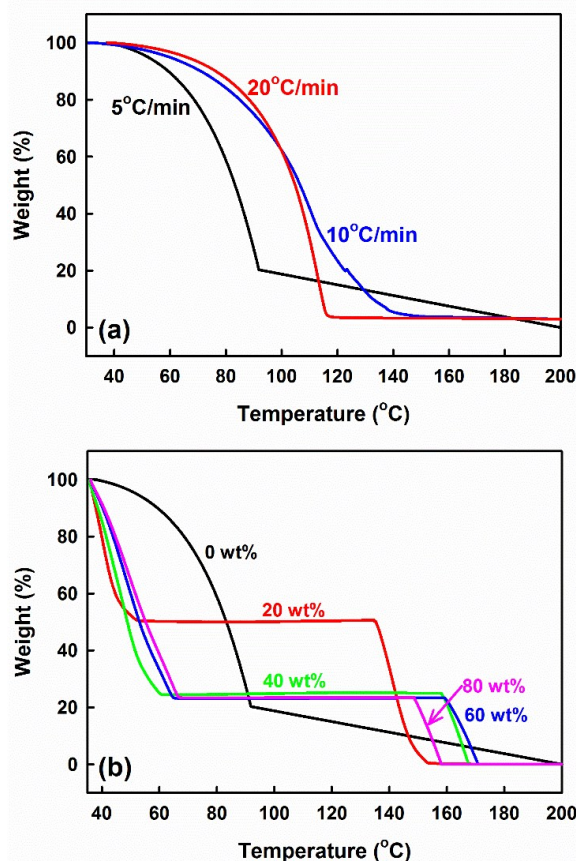 100
80
60
40
20
0
Weight (%)
20°C/min
5°C/min
10°C/min
(a)
40 60 80 100 120 140 160 180 200
Temperature (°C)
100
80
60
40
20
0
Weight (%)
0 wt%
20 wt%
40 wt%
80 wt%
60 wt%
(b)
40 60 80 100 120 140 160 180 200
Temperature (°C)